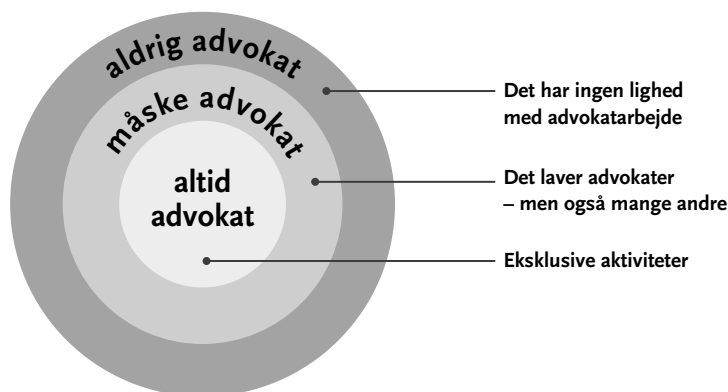 aldrig advokat
måske advokat
altid
advokat
Det har ingen lighed
med advokatarbejde
Det laver advokater
– men også mange andre
Eksklusive aktiviteter